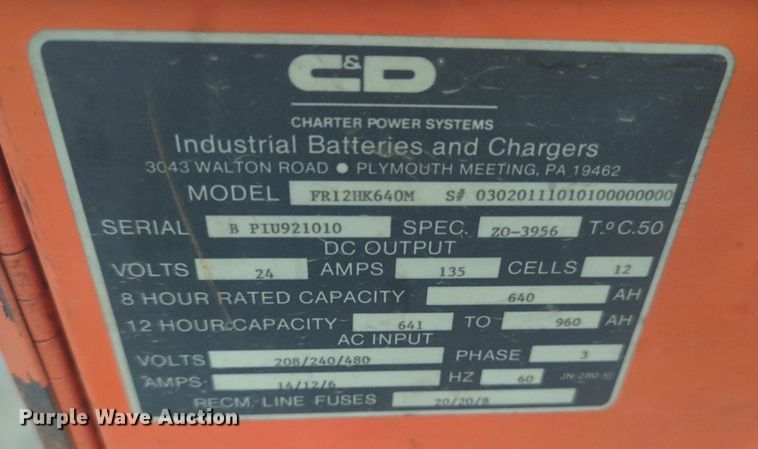 C&D
CHARTER POWER SYSTEMS
Industrial Batteries and Chargers
3043 WALTON ROAD ● PLYMOUTH MEETING, PA 19462
MODEL FR12HK640M S# 03020111010100000000
SERIAL B PIU921010 SPEC. ZO-3956 T.º C.50
DC OUTPUT
VOLTS 24 AMPS 135 CELLS 12
8 HOUR RATED CAPACITY 640 AH
12 HOUR CAPACITY 641 TO 960 AH
AC INPUT
VOLTS 208/240/480 PHASE 3
AMPS 14/12/6 HZ 60 JN-280
RECM. LINE FUSES 20/20/8
Purple Wave Auction